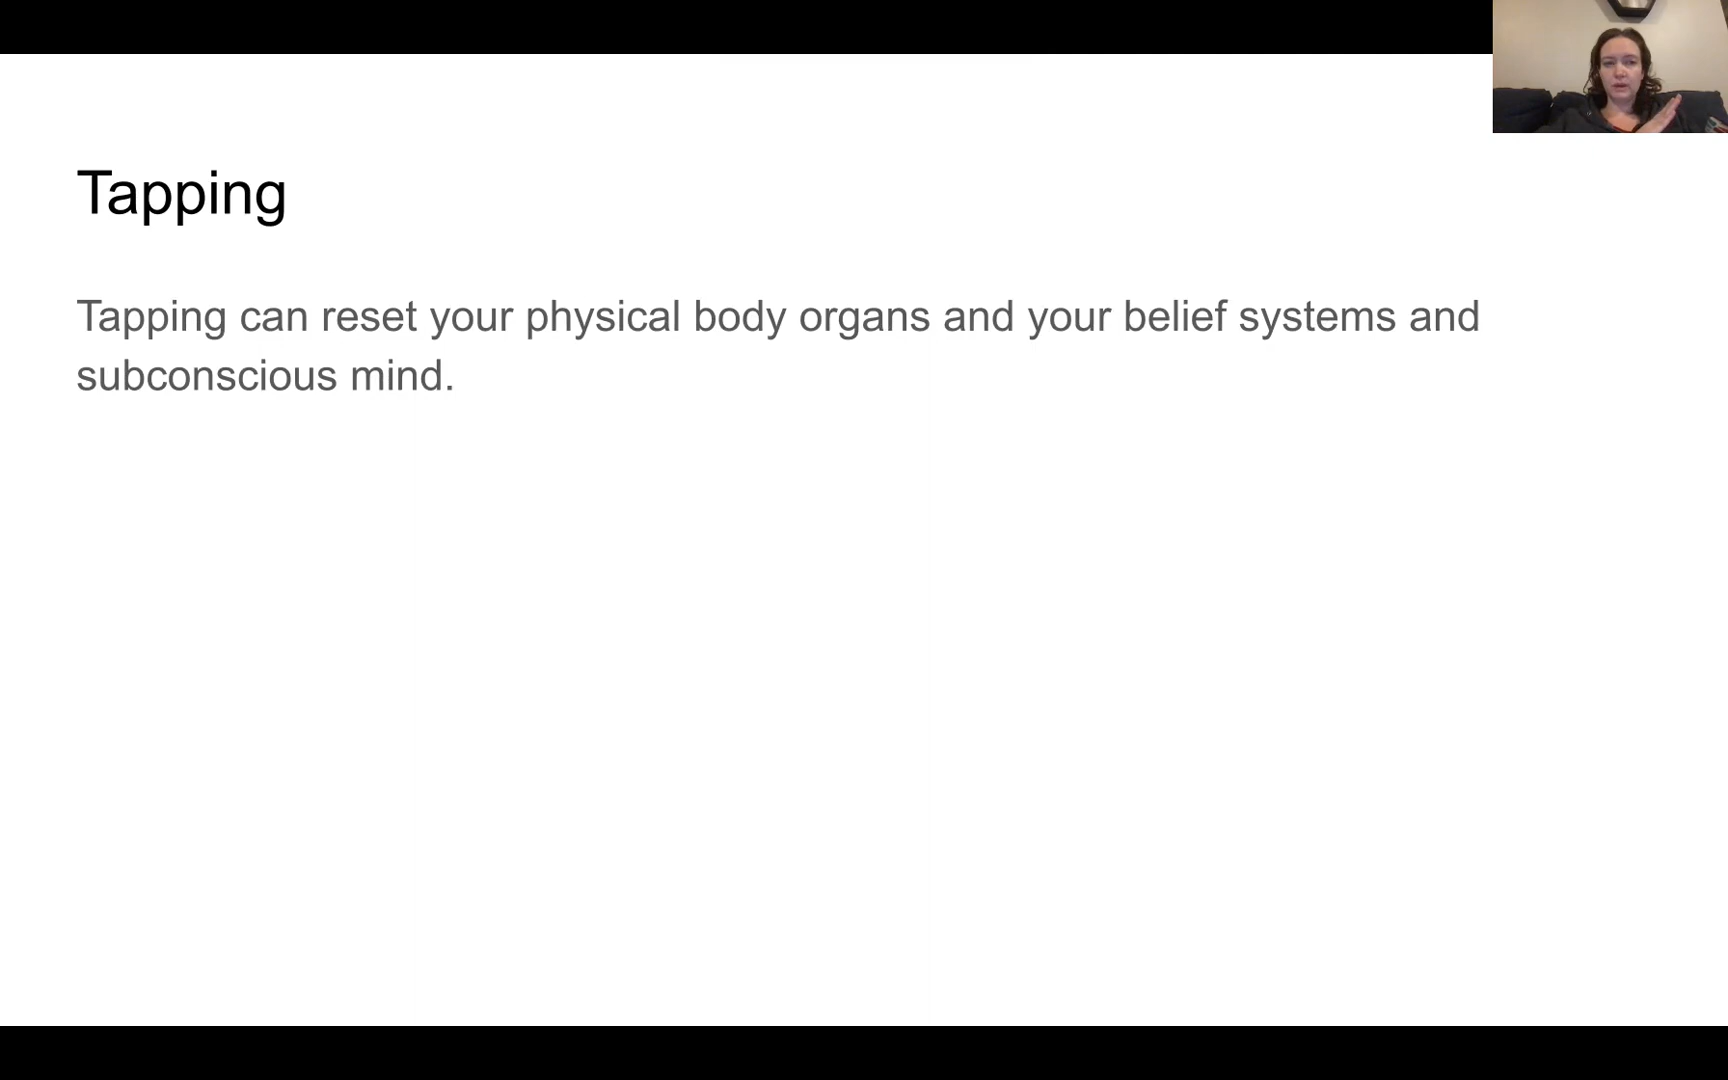 Tapping
Tapping can reset your physical body organs and your belief systems and
subconscious mind.